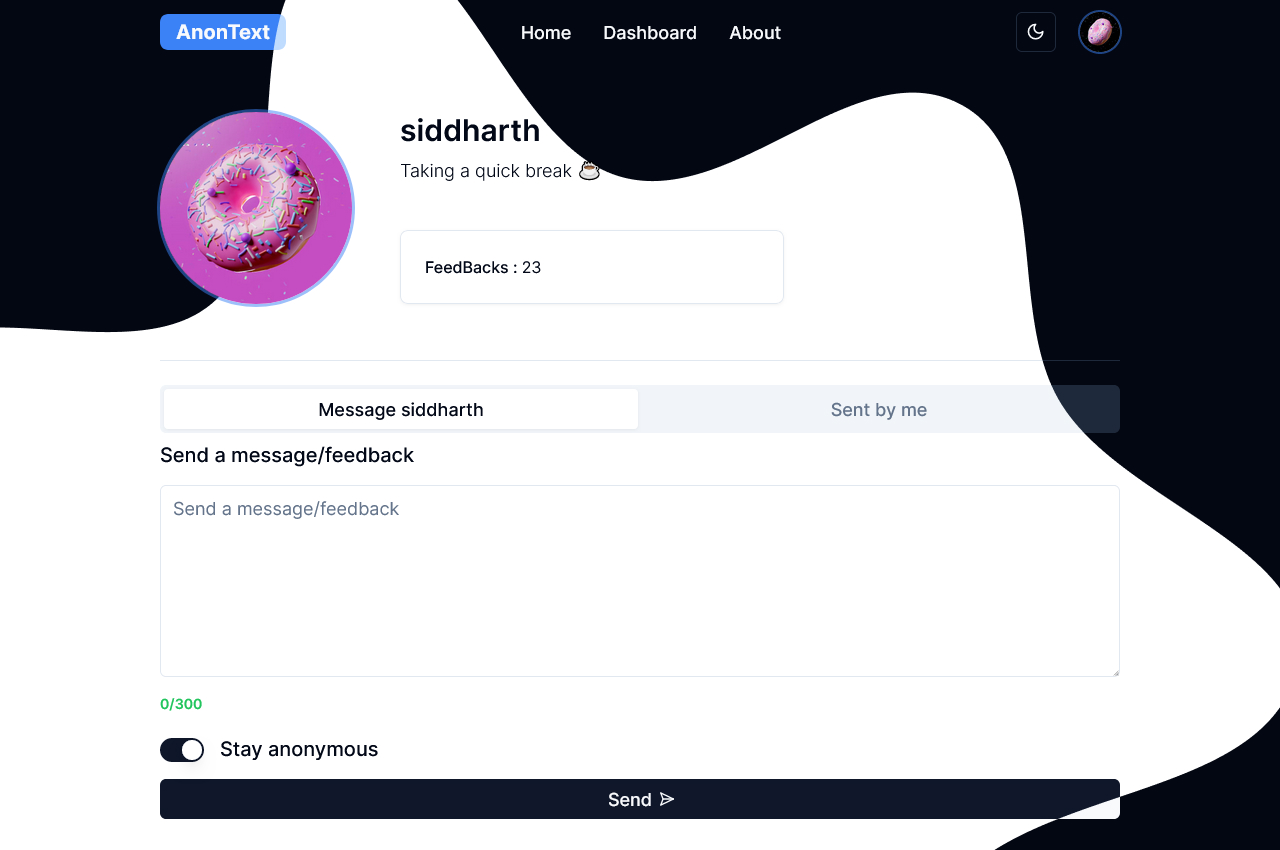 AnonText Home Dashboard About
siddharth
Taking a quick break ☕
FeedBacks : 23
Message siddharth Sent by me
Send a message/feedback
Send a message/feedback
0/300
Stay anonymous
Send